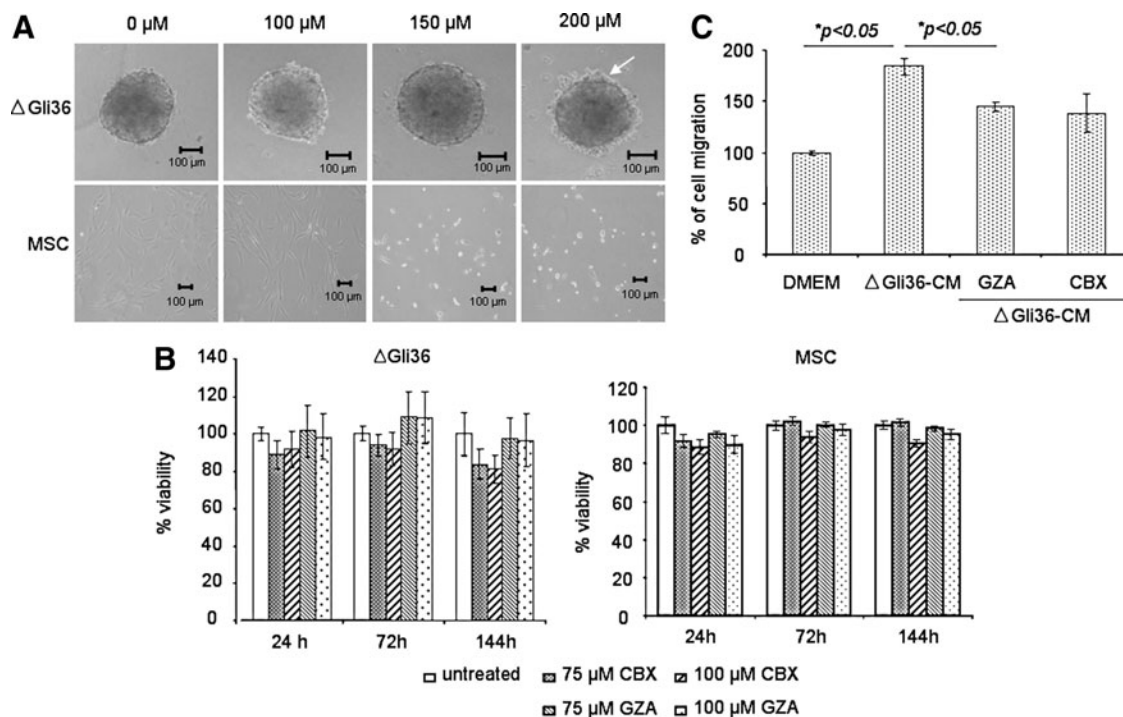 A
0 µM 100 µM 150 µM 200 µM
△Gli36
100 µm 100 µm 100 µm 100 µm
MSC
100 µm 100 µm 100 µm 100 µm
C
*p<0.05 *p<0.05
% of cell migration
200
150
100
50
0
DMEM △Gli36-CM GZA CBX
△Gli36-CM
B
△Gli36
% viability
140
120
100
80
60
40
20
0
24 h 72h 144h
MSC
% viability
120
100
80
60
40
20
0
24h 72h 144h
untreated 75 µM CBX 100 µM CBX
75 µM GZA 100 µM GZA